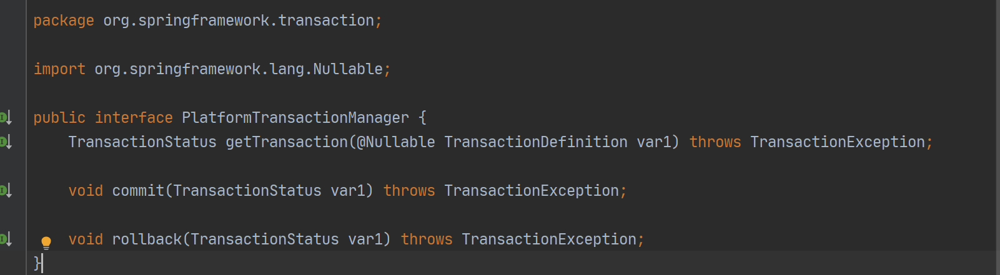 package org.springframework.transaction;
import org.springframework.lang.Nullable;
public interface PlatformTransactionManager {
TransactionStatus getTransaction(@Nullable TransactionDefinition var1) throws TransactionException;
void commit(TransactionStatus var1) throws TransactionException;
void rollback(TransactionStatus var1) throws TransactionException;
}